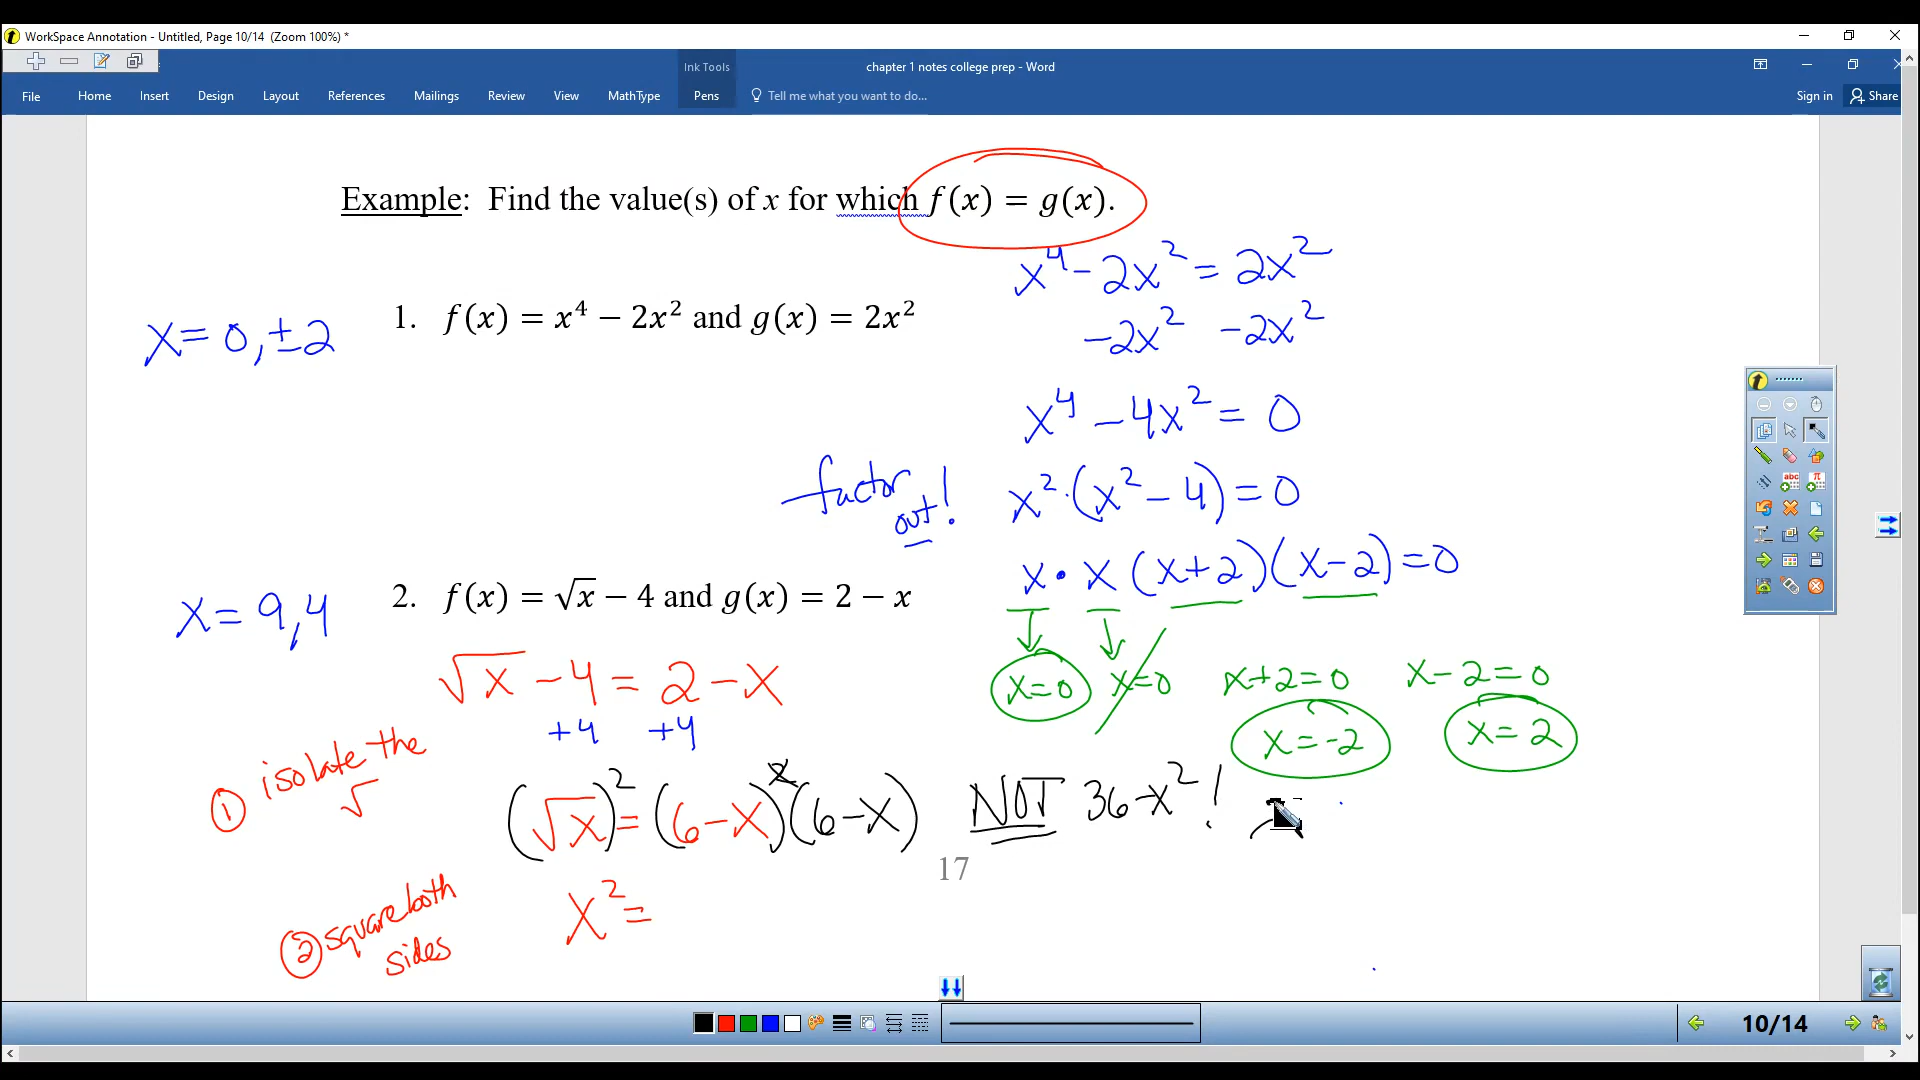 WorkSpace Annotation - Untitled, Page 10/14 (Zoom 100%) *
Ink Tools
chapter 1 notes college prep - Word
File Home Insert Design Layout References Mailings Review View MathType Pens Tell me what you want to do... Sign in Share
Example: Find the value(s) of x for which f(x) = g(x).
x⁴ - 2x² = 2x²
-2x² -2x²
x = 0, ±2
1. f(x) = x⁴ − 2x² and g(x) = 2x²
x⁴ - 4x² = 0
factor out!
x² · (x² - 4) = 0
x · x (x+2)(x-2) = 0
x = 9, 4
2. f(x) = √x − 4 and g(x) = 2 − x
x=0 x=0 x+2=0 x-2=0
x=-2 x=2
√x - 4 = 2 - x
+4 +4
① isolate the √
(√x)² = (6-x)²(6-x) NOT 36-x²!
17
② square both sides
x² =
10/14